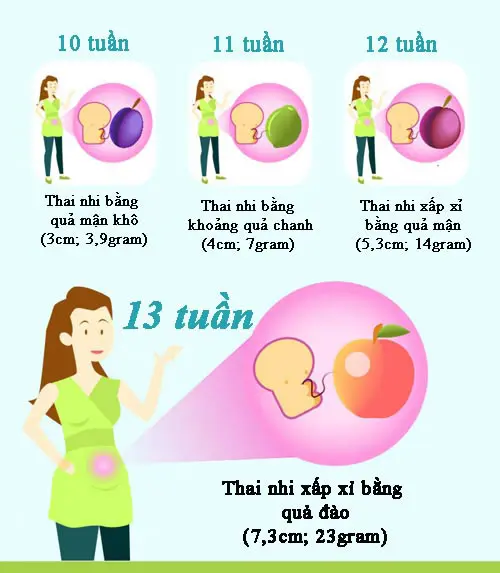 10 tuần
11 tuần
12 tuần
Thai nhi bằng
quả mận khô
(3cm; 3,9gram)
Thai nhi bằng
khoảng quả chanh
(4cm; 7gram)
Thai nhi xấp xỉ
bằng quả mận
(5,3cm; 14gram)
13 tuần
Thai nhi xấp xỉ bằng
quả đào
(7,3cm; 23gram)